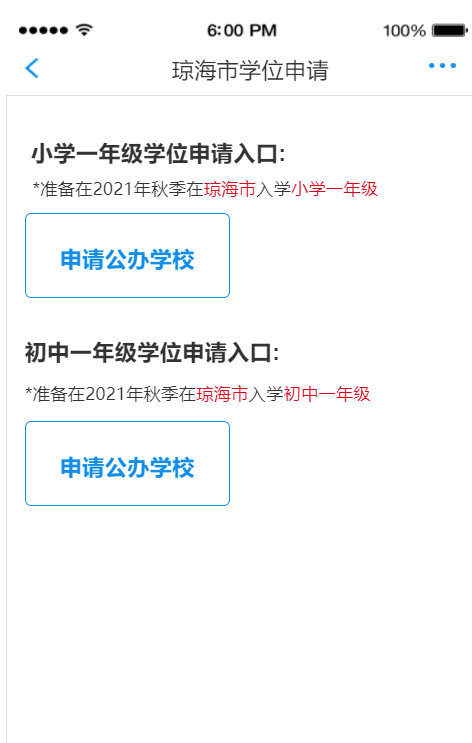 6:00 PM 100%
琼海市学位申请
小学一年级学位申请入口:
*准备在2021年秋季在琼海市入学小学一年级
申请公办学校
初中一年级学位申请入口:
*准备在2021年秋季在琼海市入学初中一年级
申请公办学校